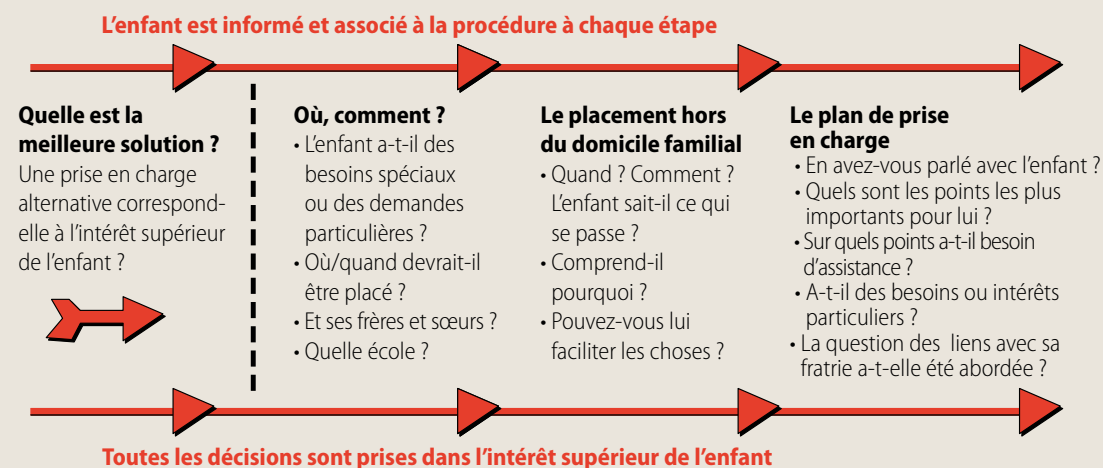 L'enfant est informé et associé à la procédure à chaque étape
Quelle est la
meilleure solution ?
Une prise en charge
alternative correspond-
elle à l'intérêt supérieur
de l'enfant ?
Où, comment ?
• L'enfant a-t-il des
besoins spéciaux
ou des demandes
particulières ?
• Où/quand devrait-il
être placé ?
• Et ses frères et sœurs ?
• Quelle école ?
Le placement hors
du domicile familial
• Quand ? Comment ?
L'enfant sait-il ce qui
se passe ?
• Comprend-il
pourquoi ?
• Pouvez-vous lui
faciliter les choses ?
Le plan de prise
en charge
• En avez-vous parlé avec l'enfant ?
• Quels sont les points les plus
importants pour lui ?
• Sur quels points a-t-il besoin
d'assistance ?
• A-t-il des besoins ou intérêts
particuliers ?
• La question des liens avec sa
fratrie a-t-elle été abordée ?
Toutes les décisions sont prises dans l'intérêt supérieur de l'enfant